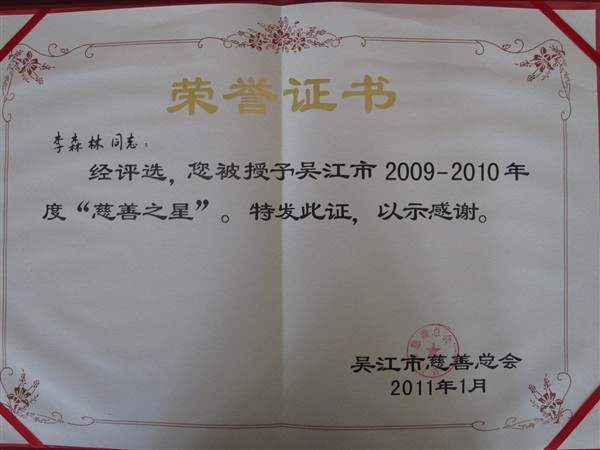 荣誉证书
李森林同志：
经评选，您被授予吴江市2009-2010年
度“慈善之星”。特发此证，以示感谢。
吴江市慈善总会
2011年1月